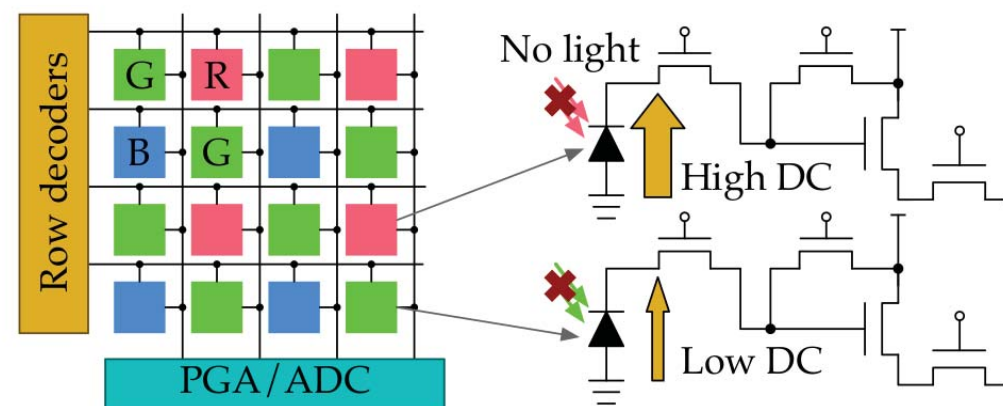 Row decoders
G
R
B
G
PGA/ADC
No light
High DC
Low DC